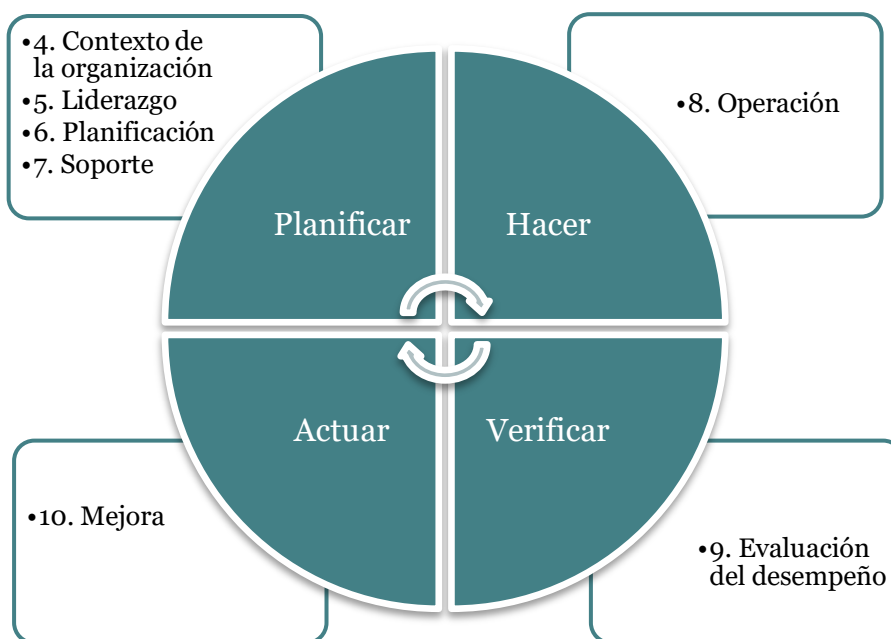 •4. Contexto de
la organización
•5. Liderazgo
•6. Planificación
•7. Soporte
•8. Operación
Planificar
Hacer
Actuar
Verificar
•10. Mejora
•9. Evaluación
del desempeño